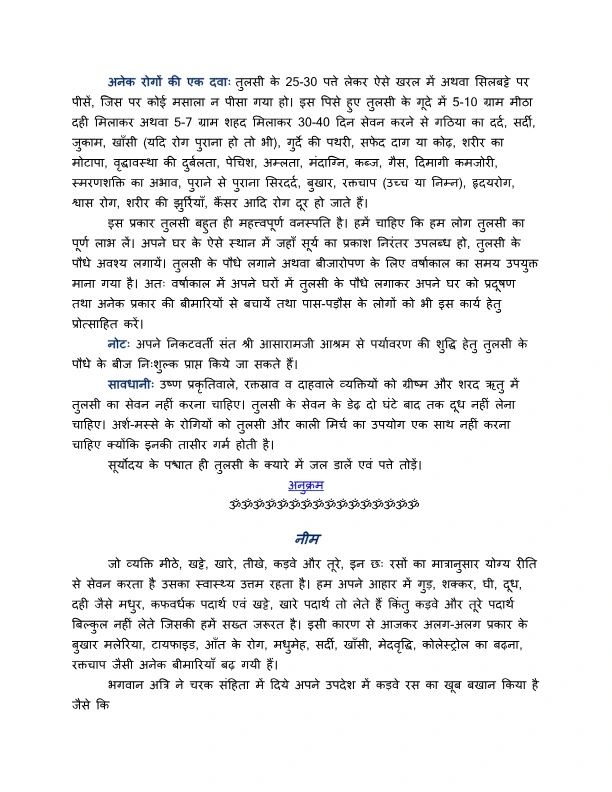 अनेक रोगों की एक दवाः तुलसी के 25-30 पत्ते लेकर ऐसे खरल में अथवा सिलबट्टे पर
पीसें, जिस पर कोई मसाला न पीसा गया हो। इस पिसे हुए तुलसी के गूदे में 5-10 ग्राम मीठा
दही मिलाकर अथवा 5-7 ग्राम शहद मिलाकर 30-40 दिन सेवन करने से गठिया का दर्द, सर्दी,
जुकाम, खाँसी (यदि रोग पुराना हो तो भी), गुर्दे की पथरी, सफेद दाग या कोढ़, शरीर का
मोटापा, वृद्धावस्था की दुर्बलता, पेचिश, अम्लता, मंदाग्नि, कब्ज, गैस, दिमागी कमजोरी,
स्मरणशक्ति का अभाव, पुराने से पुराना सिरदर्द, बुखार, रक्तचाप (उच्च या निम्न), हृदयरोग,
श्वास रोग, शरीर की झुर्रियाँ, कैंसर आदि रोग दूर हो जाते हैं।
इस प्रकार तुलसी बहुत ही महत्त्वपूर्ण वनस्पति है। हमें चाहिए कि हम लोग तुलसी का
पूर्ण लाभ लें। अपने घर के ऐसे स्थान में जहाँ सूर्य का प्रकाश निरंतर उपलब्ध हो, तुलसी के
पौधे अवश्य लगायें। तुलसी के पौधे लगाने अथवा बीजारोपण के लिए वर्षाकाल का समय उपयुक्त
माना गया है। अतः वर्षाकाल में अपने घरों में तुलसी के पौधे लगाकर अपने घर को प्रदूषण
तथा अनेक प्रकार की बीमारियों से बचायें तथा पास-पड़ौस के लोगों को भी इस कार्य हेतु
प्रोत्साहित करें।
नोटः अपने निकटवर्ती संत श्री आसारामजी आश्रम से पर्यावरण की शुद्धि हेतु तुलसी के
पौधे के बीज निःशुल्क प्राप्त किये जा सकते हैं।
सावधानीः उष्ण प्रकृतिवाले, रक्तस्राव व दाहवाले व्यक्तियों को ग्रीष्म और शरद ऋतु में
तुलसी का सेवन नहीं करना चाहिए। तुलसी के सेवन के डेढ़ दो घंटे बाद तक दूध नहीं लेना
चाहिए। अर्श-मस्से के रोगियों को तुलसी और काली मिर्च का उपयोग एक साथ नहीं करना
चाहिए क्योंकि इनकी तासीर गर्म होती है।
सूर्योदय के पश्चात ही तुलसी के क्यारे में जल डालें एवं पत्ते तोड़ें।
अनुक्रम
ॐॐॐॐॐॐॐॐॐॐॐॐॐॐॐॐ
नीम
जो व्यक्ति मीठे, खट्टे, खारे, तीखे, कड़वे और तूरे, इन छः रसों का मात्रानुसार योग्य रीति
से सेवन करता है उसका स्वास्थ्य उत्तम रहता है। हम अपने आहार में गुड़, शक्कर, घी, दूध,
दही जैसे मधुर, कफवर्धक पदार्थ एवं खट्टे, खारे पदार्थ तो लेते हैं किंतु कड़वे और तूरे पदार्थ
बिल्कुल नहीं लेते जिसकी हमें सख्त जरूरत है। इसी कारण से आजकर अलग-अलग प्रकार के
बुखार मलेरिया, टायफाइड, आँत के रोग, मधुमेह, सर्दी, खाँसी, मेदवृद्धि, कोलेस्ट्रोल का बढ़ना,
रक्तचाप जैसी अनेक बीमारियाँ बढ़ गयी हैं।
भगवान अत्रि ने चरक संहिता में दिये अपने उपदेश में कड़वे रस का खूब बखान किया है
जैसे कि